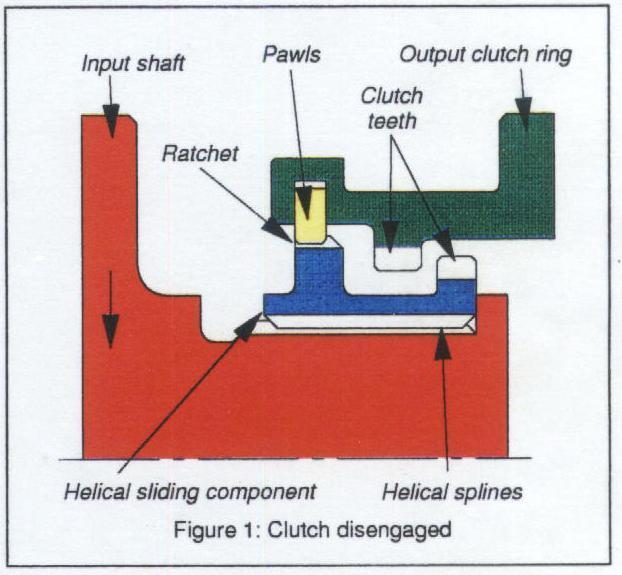 Input shaft
Pawls
Output clutch ring
Clutch
teeth
Ratchet
Helical sliding component
Helical splines
Figure 1: Clutch disengaged